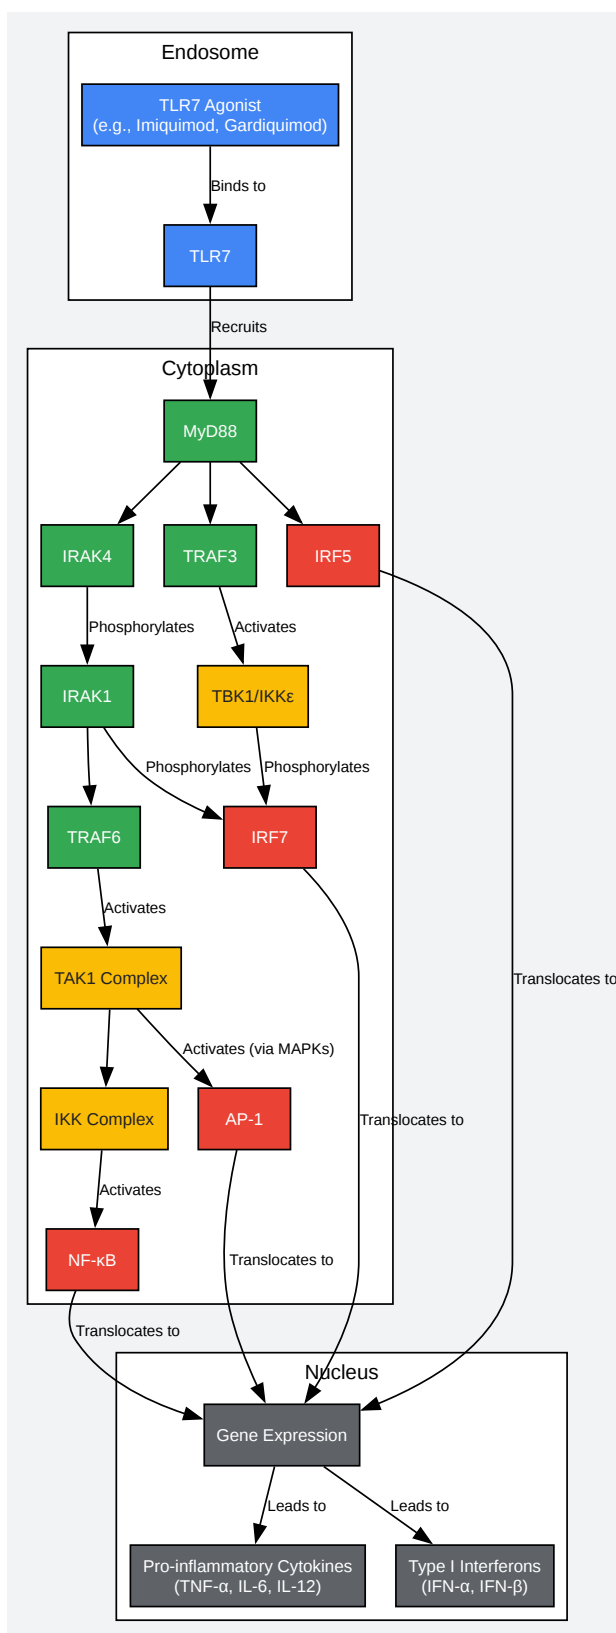 Endosome
TLR7 Agonist
(e.g., Imiquimod, Gardiquimod)
Binds to
TLR7
Recruits
Cytoplasm
MyD88
IRAK4
TRAF3
IRF5
Phosphorylates
Activates
IRAK1
TBK1/IKKε
Phosphorylates
Phosphorylates
TRAF6
IRF7
Activates
TAK1 Complex
Translocates to
Activates (via MAPKs)
IKK Complex
AP-1
Translocates to
Activates
NF-κB
Translocates to
Translocates to
Nucleus
Gene Expression
Leads to
Leads to
Pro-inflammatory Cytokines
(TNF-α, IL-6, IL-12)
Type I Interferons
(IFN-α, IFN-β)